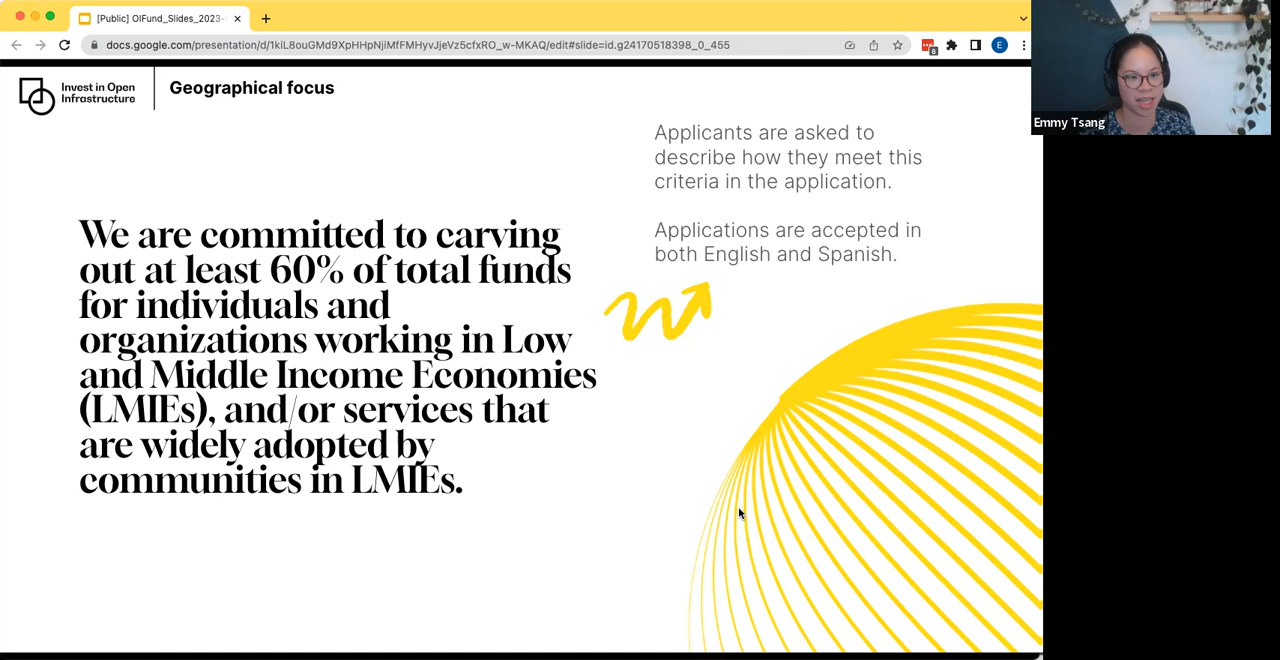 [Public] OIFund_Slides_2023-
docs.google.com/presentation/d/1kiL8ouGMd9XpHHpNjiMfFMHyvJjeVz5cfxRO_w-MKAQ/edit#slide=id.g24170518398_0_455
8
E
Invest in Open
Infrastructure
Geographical focus
Emmy Tsang
Applicants are asked to
describe how they meet this
criteria in the application.
Applications are accepted in
both English and Spanish.
We are committed to carving
out at least 60% of total funds
for individuals and
organizations working in Low
and Middle Income Economies
(LMIEs), and/or services that
are widely adopted by
communities in LMIEs.